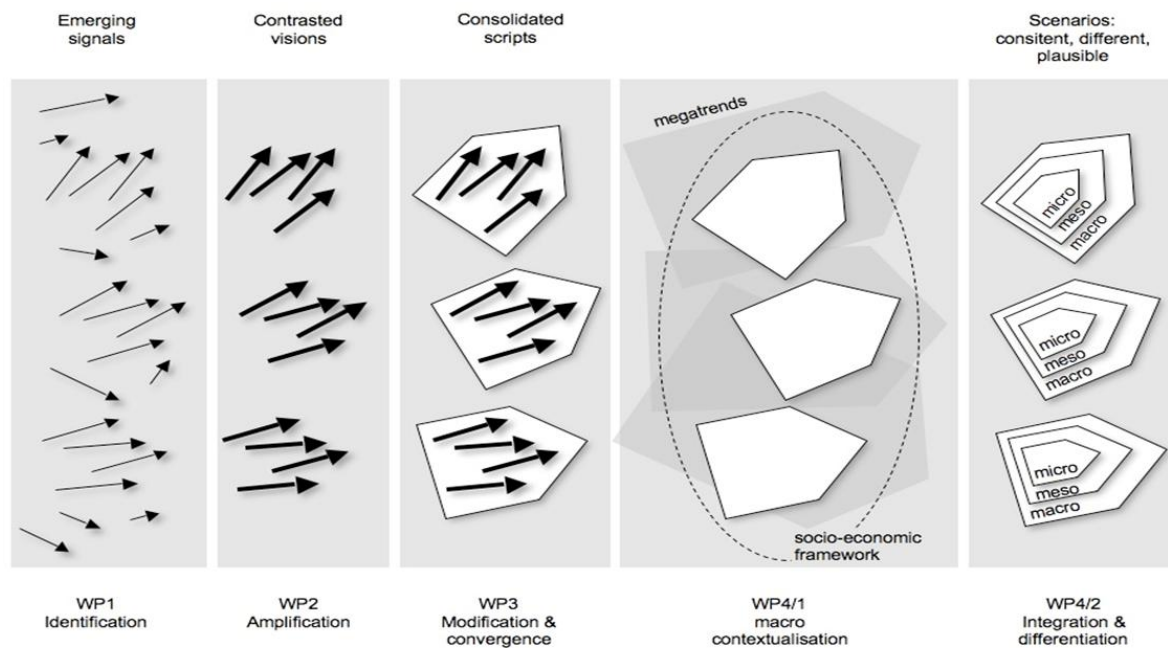 Emerging
signals
Contrasted
visions
Consolidated
scripts
Scenarios:
consitent, different,
plausible
megatrends
socio-economic
framework
micro
meso
macro
micro
meso
macro
micro
meso
macro
WP1
Identification
WP2
Amplification
WP3
Modification &
convergence
WP4/1
macro
contextualisation
WP4/2
Integration &
differentiation